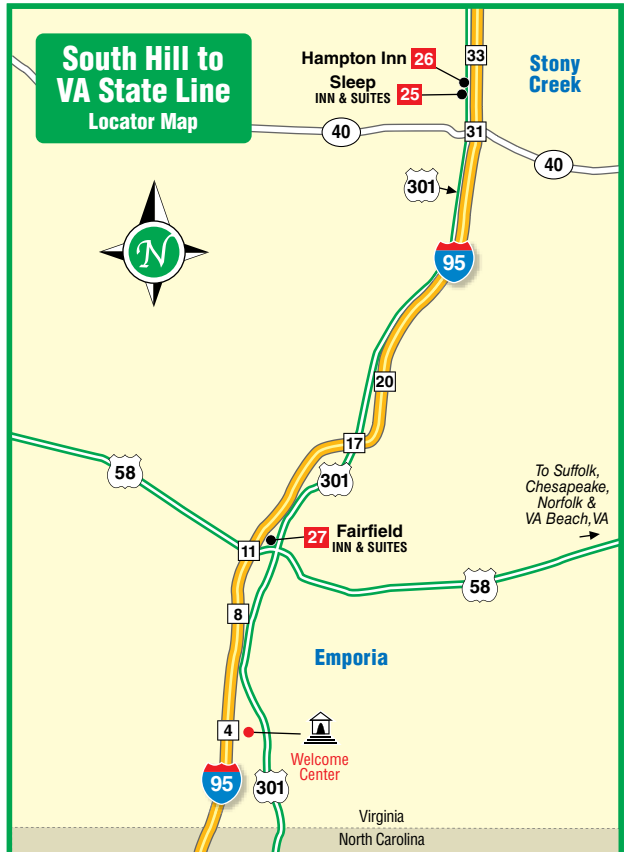 South Hill to
VA State Line
Locator Map
Hampton Inn 26
33
Stony
Creek
Sleep
INN & SUITES 25
40
31
40
301
N
95
20
17
58
301
To Suffolk,
Chesapeake,
Norfolk &
VA Beach,VA
27 Fairfield
INN & SUITES
11
58
8
Emporia
4
Welcome
Center
95
301
Virginia
North Carolina